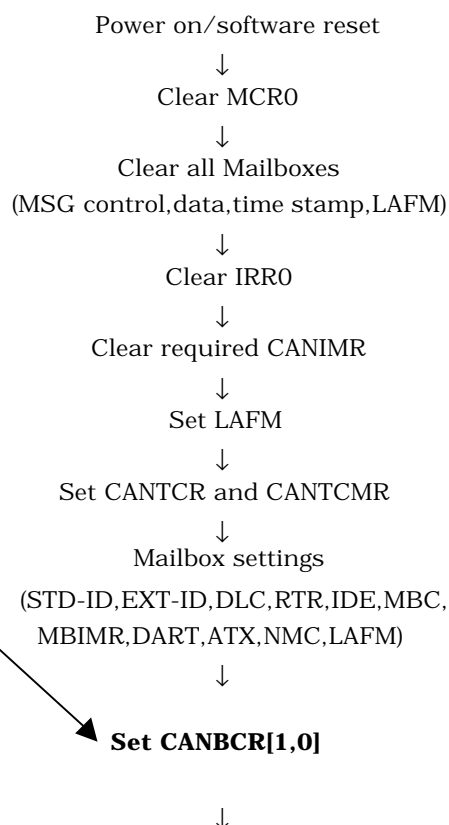 Power on/software reset
↓
Clear MCR0
↓
Clear all Mailboxes
(MSG control,data,time stamp,LAFM)
↓
Clear IRR0
↓
Clear required CANIMR
↓
Set LAFM
↓
Set CANTCR and CANTCMR
↓
Mailbox settings
(STD-ID,EXT-ID,DLC,RTR,IDE,MBC,
MBIMR,DART,ATX,NMC,LAFM)
↓
Set CANBCR[1,0]
↓